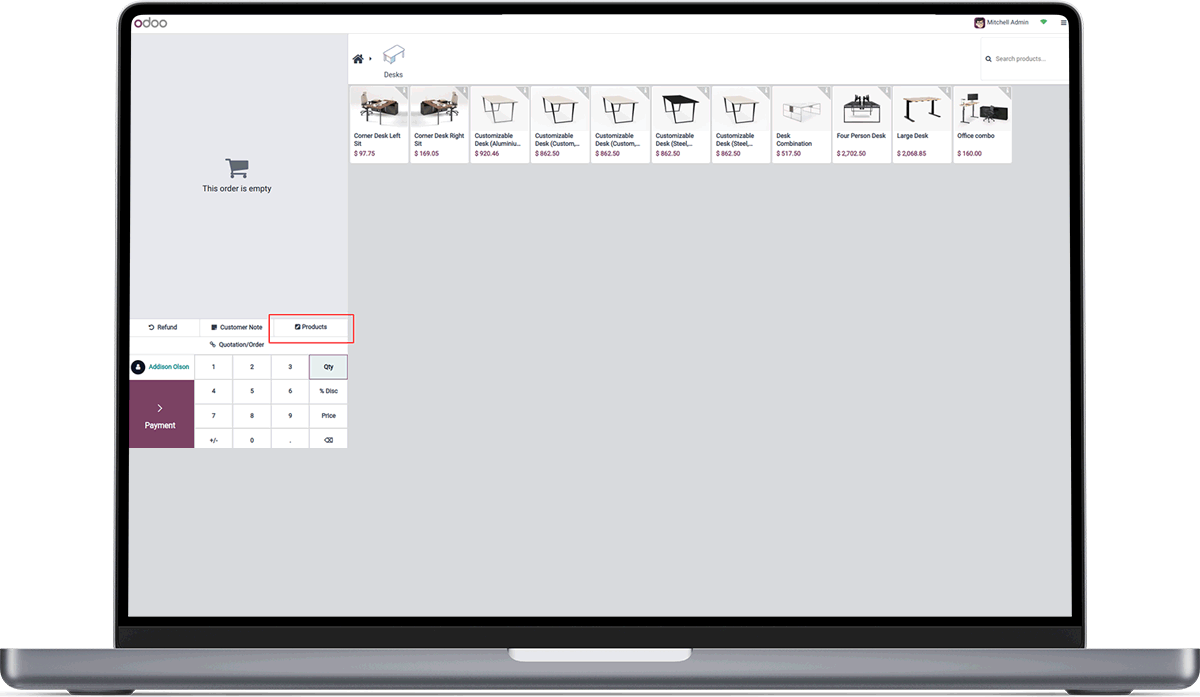 odoo
Mitchell Admin
Desks
Search products...
Corner Desk Left
Sit
$ 97.75
Corner Desk Right
Sit
$ 169.05
Customizable
Desk (Aluminiu...
$ 920.46
Customizable
Desk (Custom,...
$ 862.50
Customizable
Desk (Custom,...
$ 862.50
Customizable
Desk (Steel,...
$ 862.50
Customizable
Desk (Steel,...
$ 862.50
Desk
Combination
$ 517.50
Four Person Desk
$ 2,702.50
Large Desk
$ 2,068.85
Office combo
$ 160.00
This order is empty
Refund
Customer Note
Products
Quotation/Order
Addison Olson
1 2 3 Qty
4 5 6 % Disc
Payment
7 8 9 Price
+/- 0 .